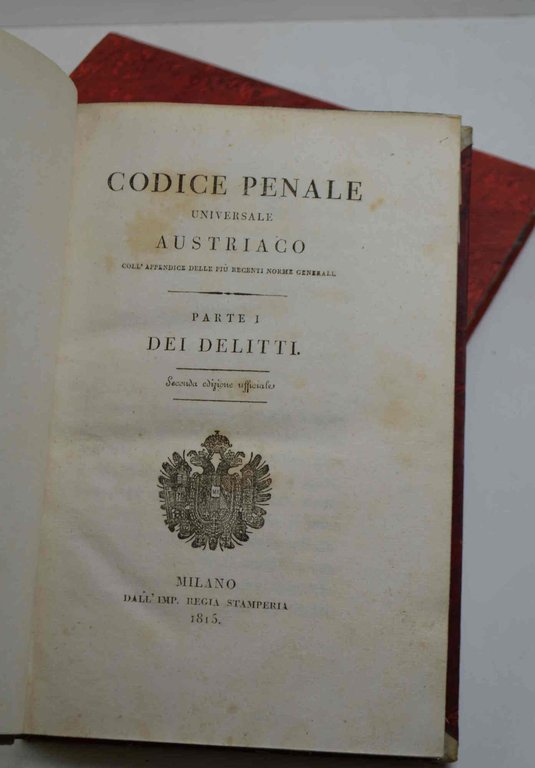 CODICE PENALE
UNIVERSALE
AUSTRIACO
COLL' APPENDICE DELLE PIÙ RECENTI NORME GENERALI.
PARTE I
DEI DELITTI.
Seconda edizione ufficiale
MILANO
DALL' IMP. REGIA STAMPERIA
1815.